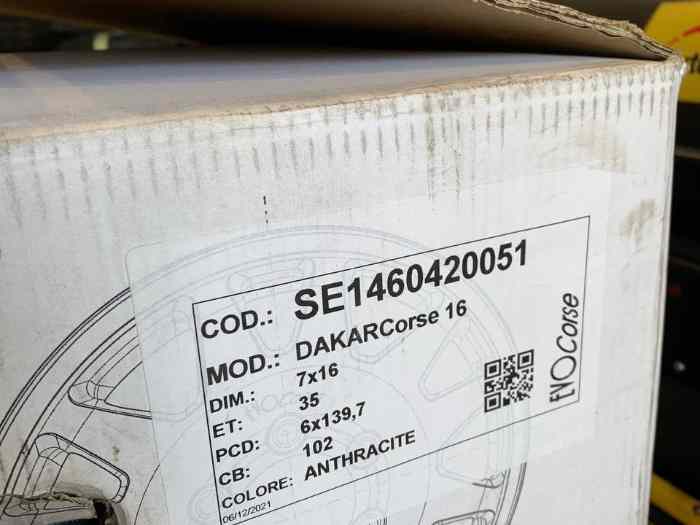 COD.: SE1460420051
MOD.: DAKARCorse 16
DIM.: 7x16
ET: 35
PCD: 6x139,7
CB: 102
COLORE: ANTHRACITE
06/12/2021
EVOCorse